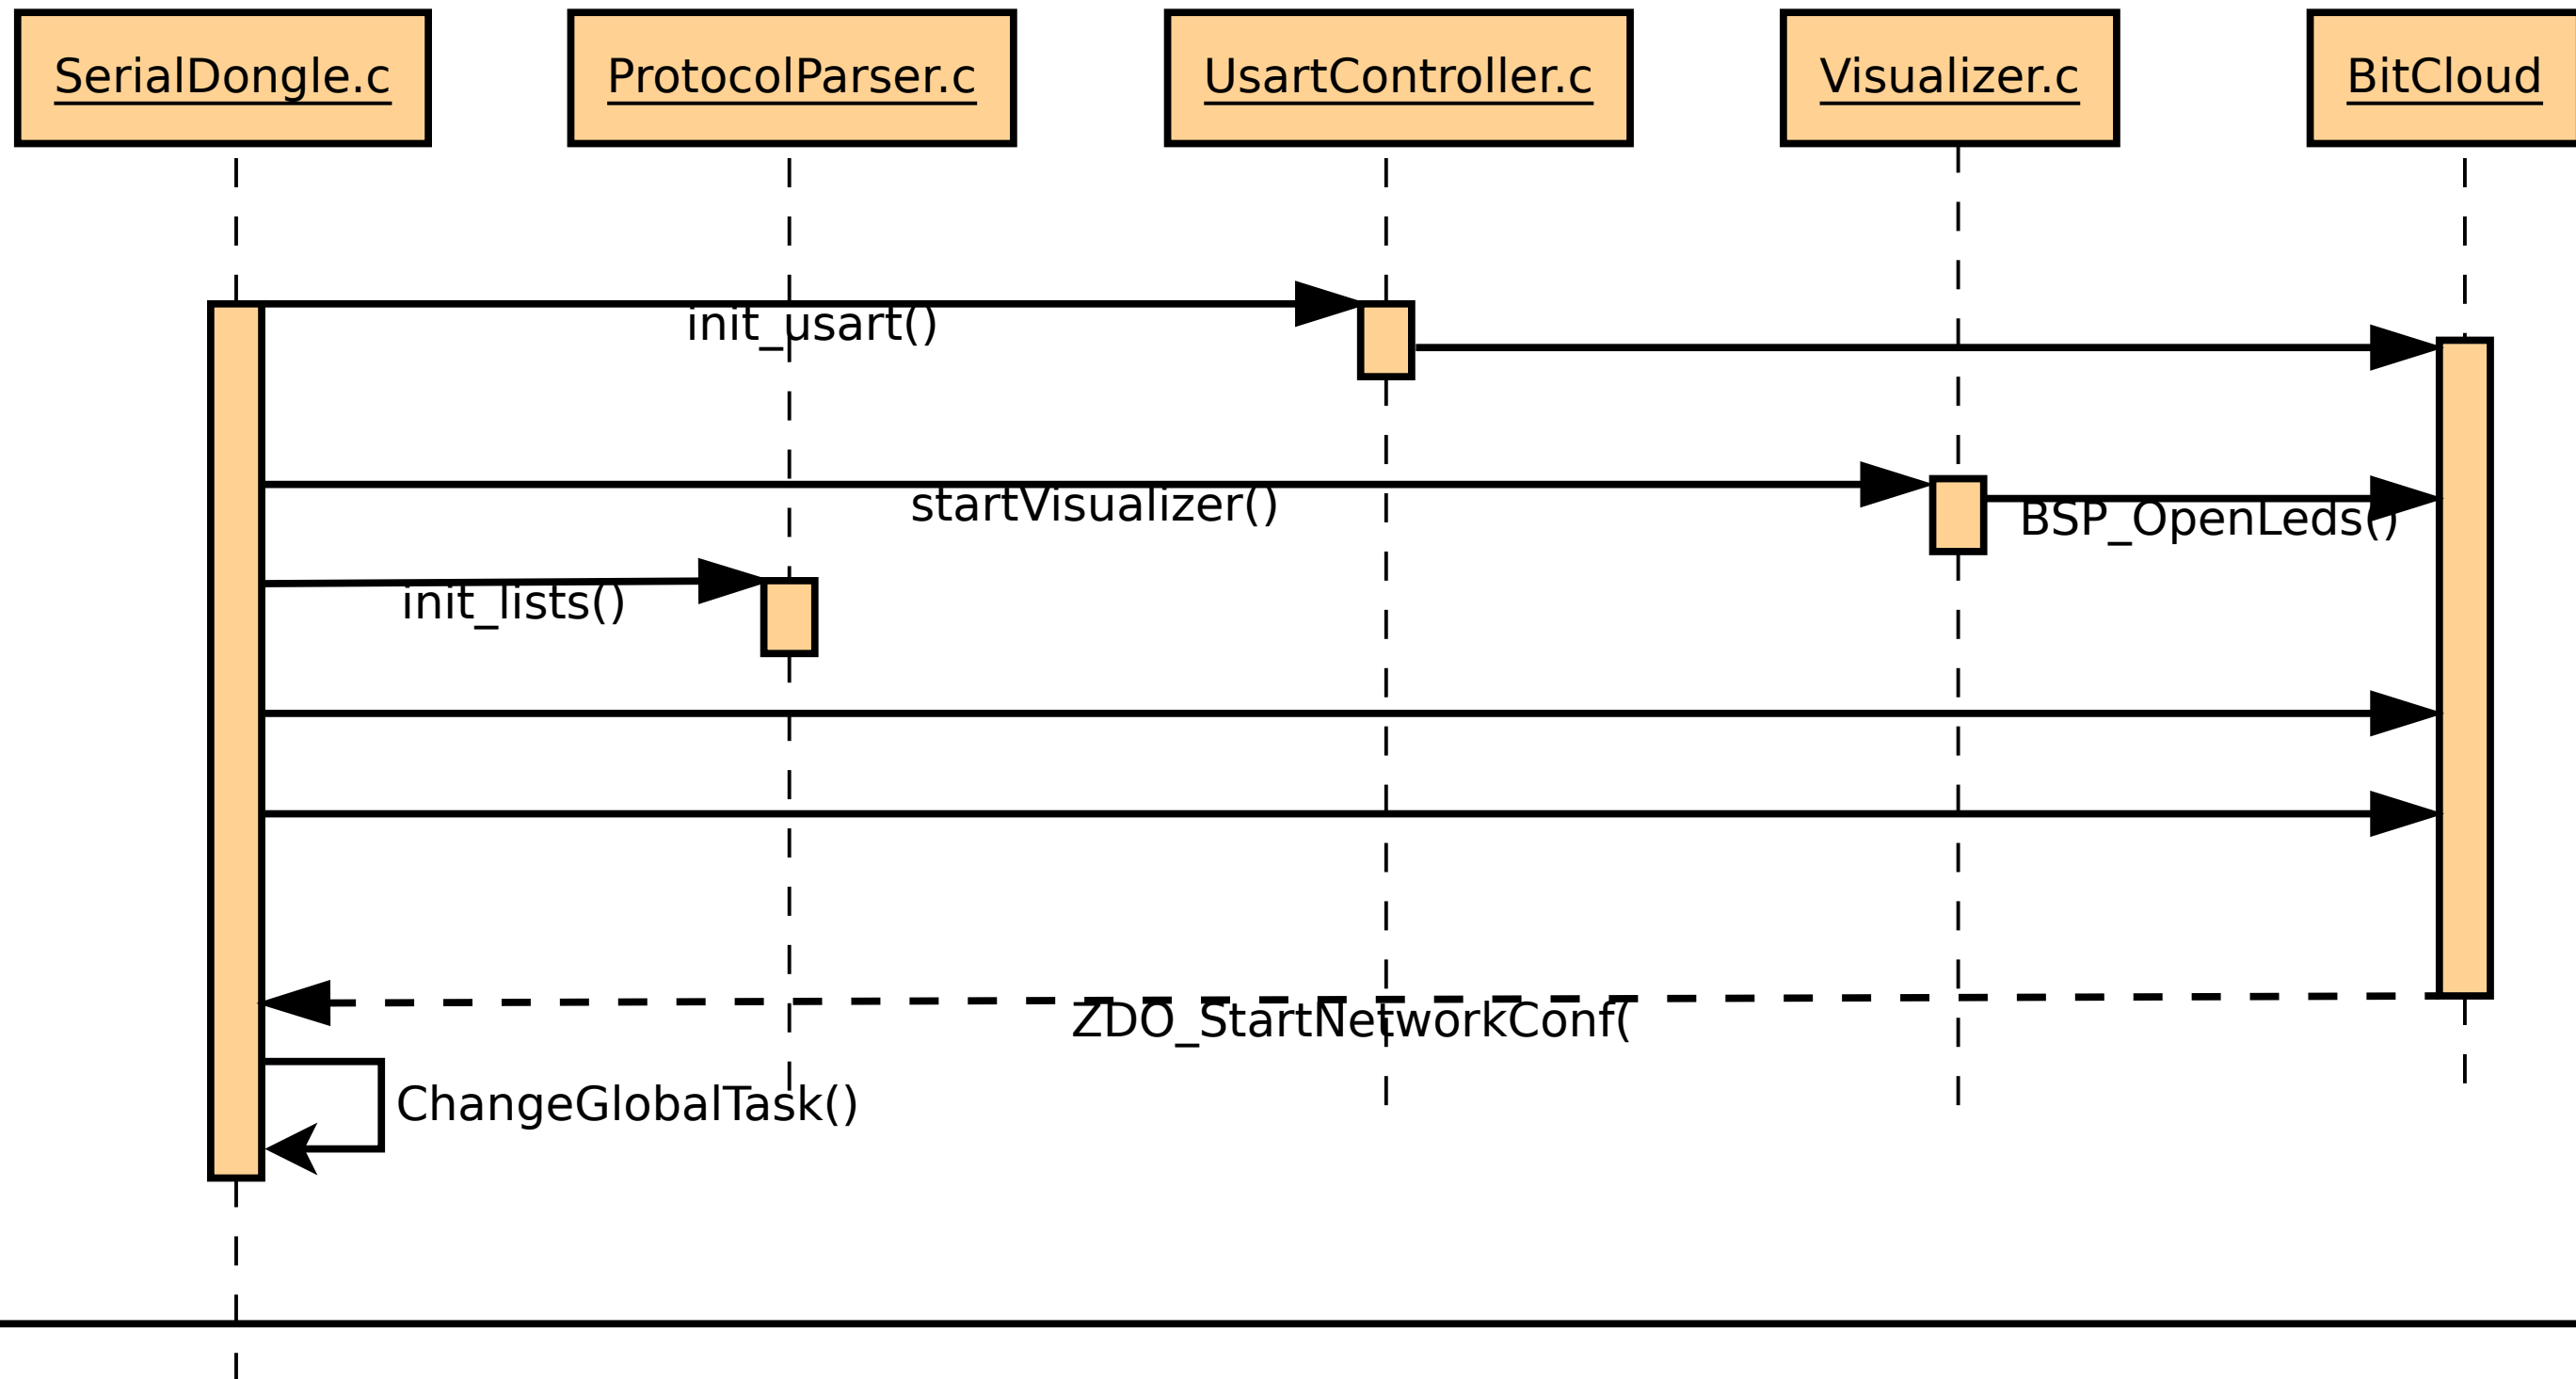 SerialDongle.c
ProtocolParser.c
UsartController.c
Visualizer.c
BitCloud
init_usart()
startVisualizer()
BSP_OpenLeds()
init_lists()
ZDO_StartNetworkConf(
ChangeGlobalTask()